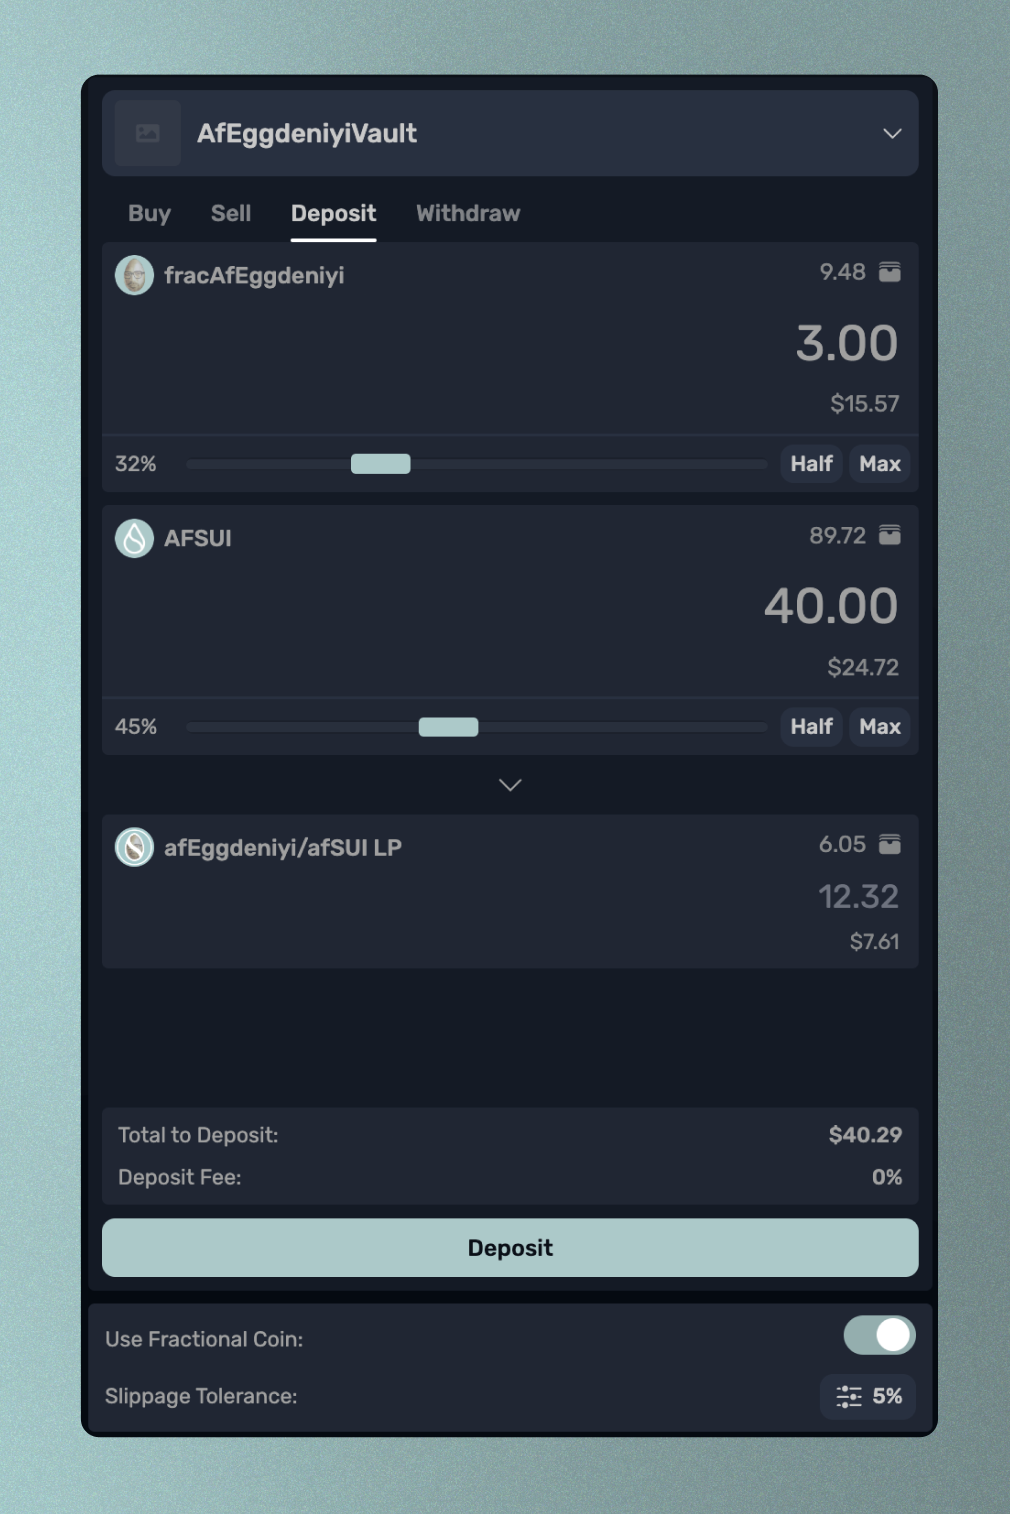 AfEggdeniyiVault
Buy Sell Deposit Withdraw
fracAfEggdeniyi 9.48
3.00
$15.57
32% Half Max
AFSUI 89.72
40.00
$24.72
45% Half Max
afEggdeniyi/afSUI LP 6.05
12.32
$7.61
Total to Deposit: $40.29
Deposit Fee: 0%
Deposit
Use Fractional Coin:
Slippage Tolerance: 5%